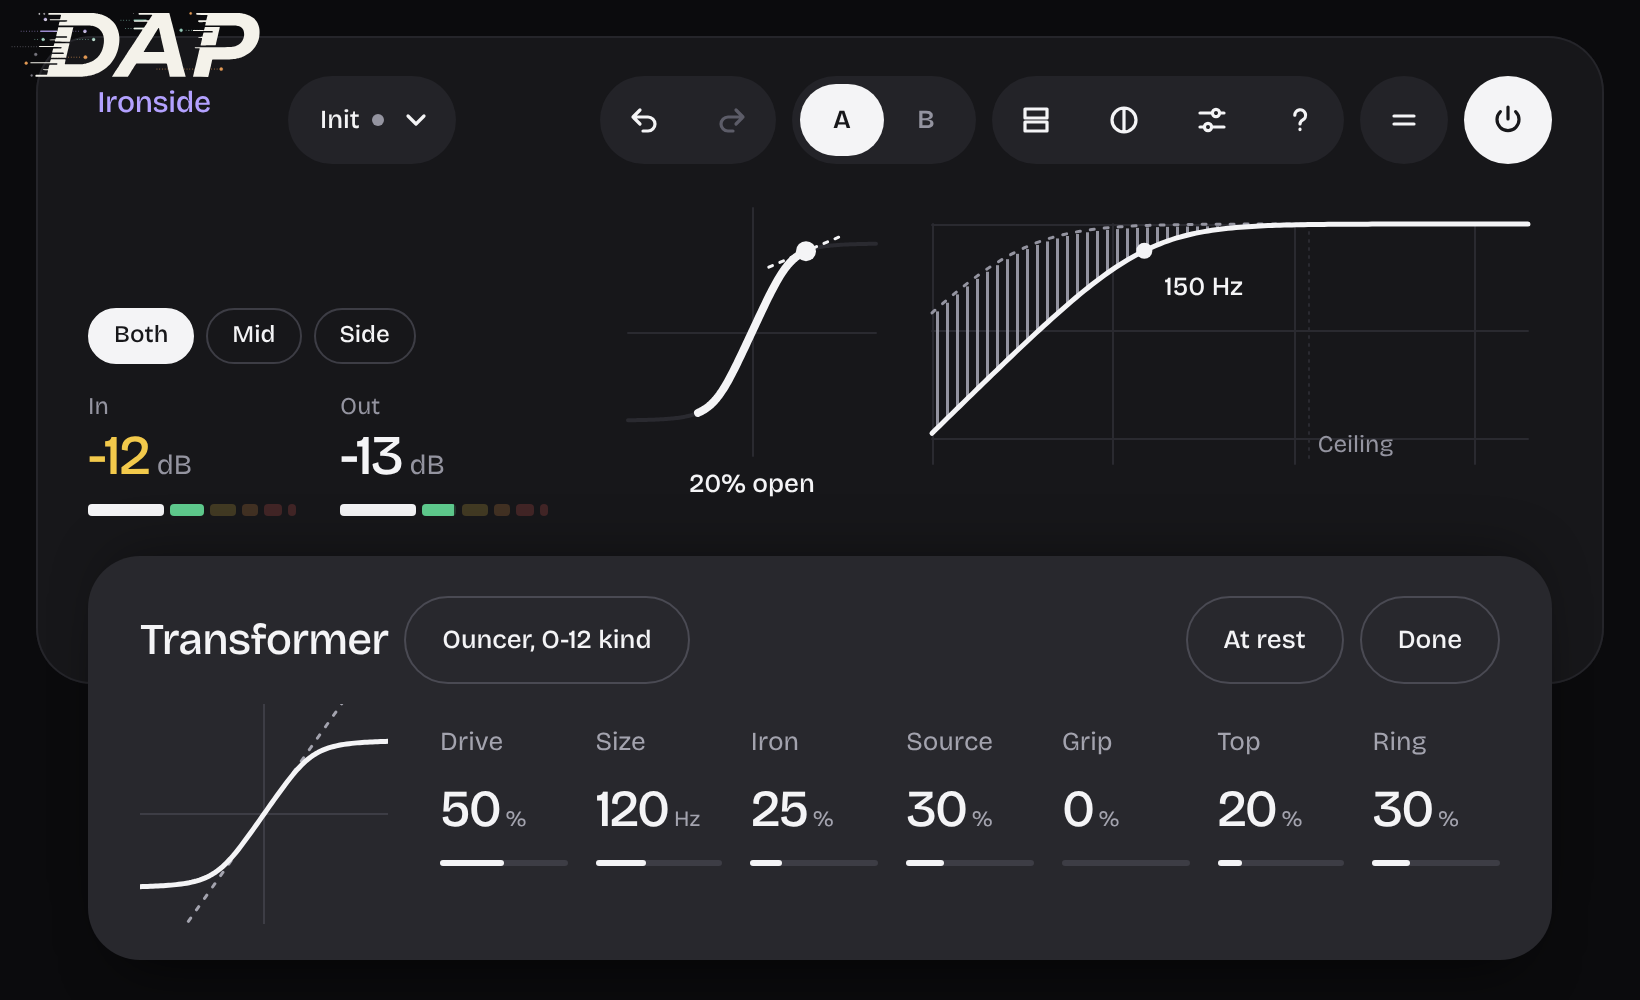 DAP
Ironside
Init
A B ?
150 Hz
Both Mid Side
In Out
-12 dB -13 dB
Ceiling
20% open
Transformer Ouncer, O-12 kind At rest Done
Drive Size Iron Source Grip Top Ring
50 % 120 Hz 25 % 30 % 0 % 20 % 30 %